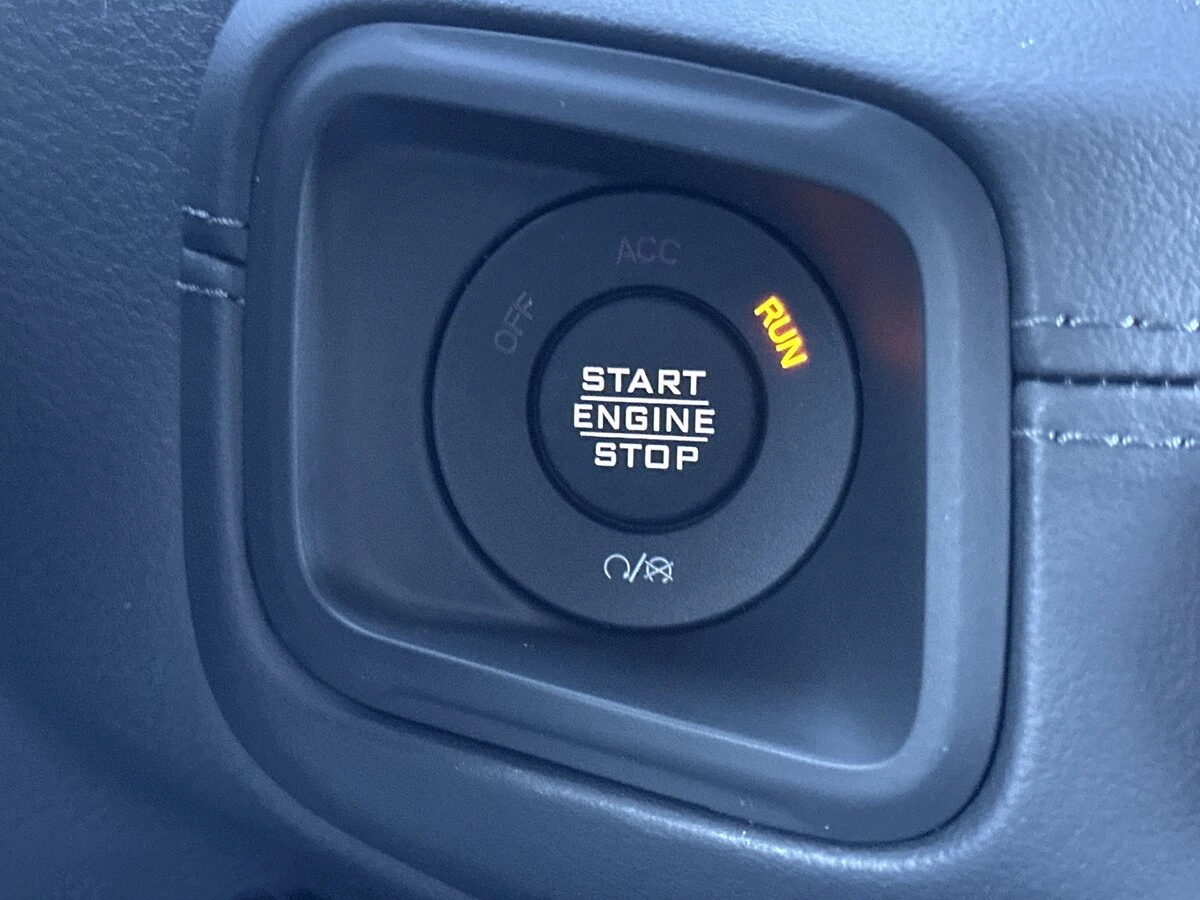 ACC
OFF
RUN
START
ENGINE
STOP